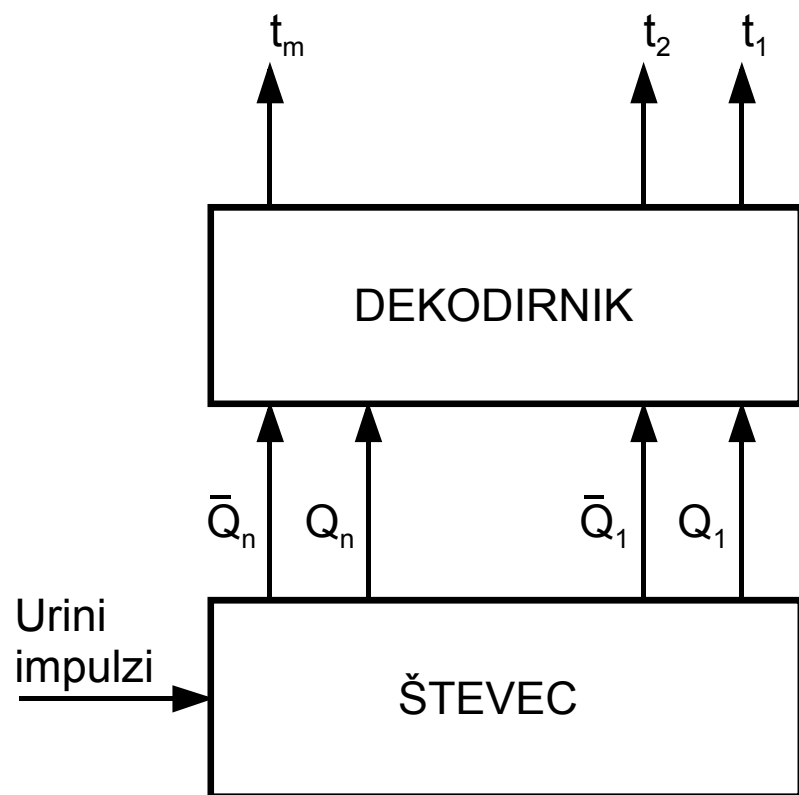 tₘ t₂ t₁
DEKODIRNIK
Q̄ₙ Qₙ Q̄₁ Q₁
Urini
impulzi
ŠTEVEC